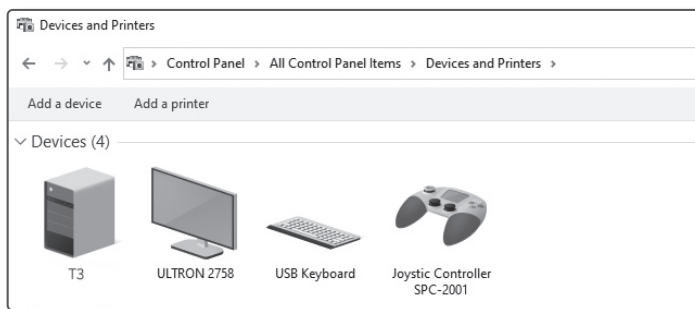 Devices and Printers
Control Panel > All Control Panel Items > Devices and Printers >
Add a device Add a printer
Devices (4)
T3 ULTRON 2758 USB Keyboard Joystic Controller
SPC-2001